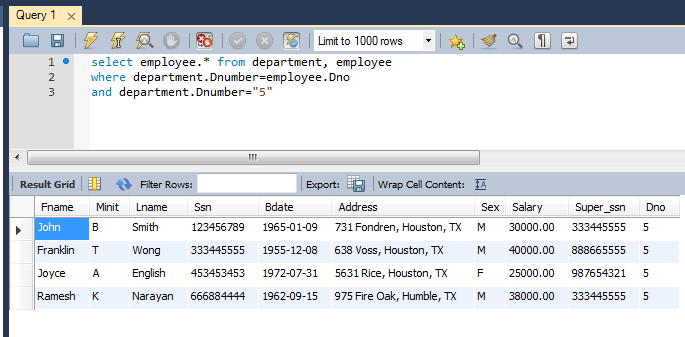 Query 1
Limit to 1000 rows
1 select employee.* from department, employee
2 where department.Dnumber=employee.Dno
3 and department.Dnumber="5"
Result Grid Filter Rows: Export: Wrap Cell Content:
Fname Minit Lname Ssn Bdate Address Sex Salary Super_ssn Dno
John B Smith 123456789 1965-01-09 731 Fondren, Houston, TX M 30000.00 333445555 5
Franklin T Wong 333445555 1955-12-08 638 Voss, Houston, TX M 40000.00 888665555 5
Joyce A English 453453453 1972-07-31 5631 Rice, Houston, TX F 25000.00 987654321 5
Ramesh K Narayan 666884444 1962-09-15 975 Fire Oak, Humble, TX M 38000.00 333445555 5